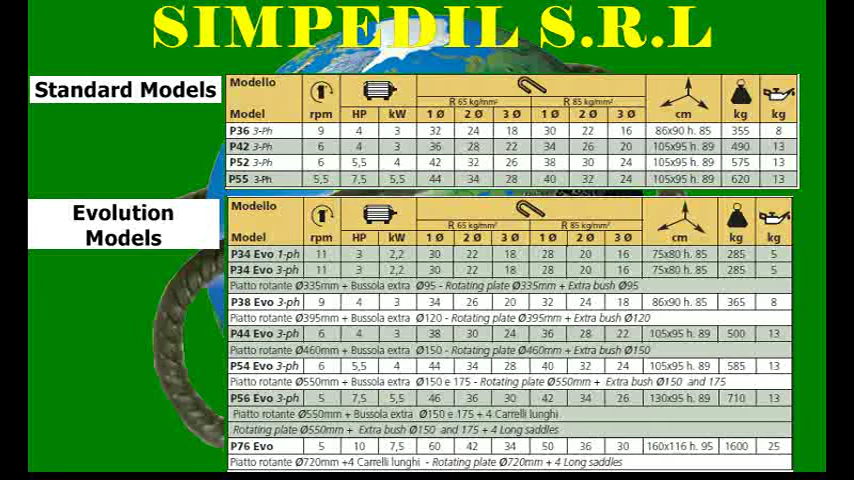 SIMPEDIL S.R.L
Standard Models
Modello
R 65 kg/mm² R 85 kg/mm²
Model rpm HP kW 1 Ø 2 Ø 3 Ø 1 Ø 2 Ø 3 Ø cm kg kg
P36 3-Ph 9 4 3 32 24 18 30 22 16 86x90 h. 85 355 8
P42 3-Ph 6 4 3 36 28 22 34 26 20 105x95 h. 89 490 13
P52 3-Ph 6 5,5 4 42 32 26 38 30 24 105x95 h. 89 575 13
P55 3-Ph 5,5 7,5 5,5 44 34 28 40 32 24 105x95 h. 89 620 13
Evolution
Models
Modello
R 65 kg/mm² R 85 kg/mm²
Model rpm HP kW 1 Ø 2 Ø 3 Ø 1 Ø 2 Ø 3 Ø cm kg kg
P34 Evo 1-ph 11 3 2,2 30 22 18 28 20 16 75x80 h. 85 285 5
P34 Evo 3-ph 11 3 2,2 30 22 18 28 20 16 75x80 h. 85 285 5
Piatto rotante Ø335mm + Bussola extra Ø95 - Rotating plate Ø335mm + Extra bush Ø95
P38 Evo 3-ph 9 4 3 34 26 20 32 24 18 86x90 h. 85 365 8
Piatto rotante Ø395mm + Bussola extra Ø120 - Rotating plate Ø395mm + Extra bush Ø120
P44 Evo 3-ph 6 4 3 38 30 24 36 28 22 105x95 h. 89 500 13
Piatto rotante Ø460mm + Bussola extra Ø150 - Rotating plate Ø460mm + Extra bush Ø150
P54 Evo 3-ph 6 5,5 4 44 34 28 40 32 24 105x95 h. 89 585 13
Piatto rotante Ø550mm + Bussola extra Ø150 e 175 - Rotating plate Ø550mm + Extra bush Ø150 and 175
P56 Evo 3-ph 5 7,5 5,5 46 36 30 42 34 26 130x95 h. 89 710 13
Piatto rotante Ø550mm + Bussola extra Ø150 e 175 + 4 Carrelli lunghi
Rotating plate Ø550mm + Extra bush Ø150 and 175 + 4 Long saddles
P76 Evo 5 10 7,5 60 42 34 50 36 30 160x116 h. 95 1600 25
Piatto rotante Ø720mm +4 Carrelli lunghi - Rotating plate Ø720mm + 4 Long saddles